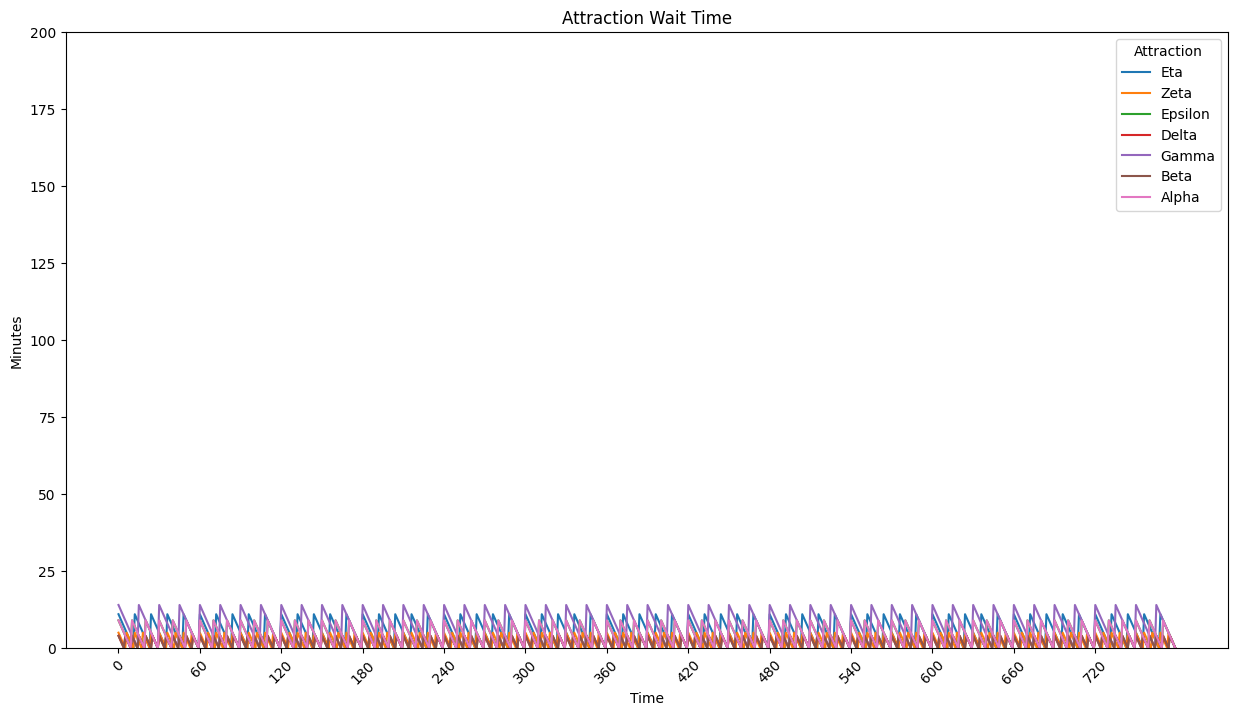 Attraction Wait Time
200
175
150
125
100
75
50
25
0
Minutes
Attraction
Eta
Zeta
Epsilon
Delta
Gamma
Beta
Alpha
0 60 120 180 240 300 360 420 480 540 600 660 720
Time